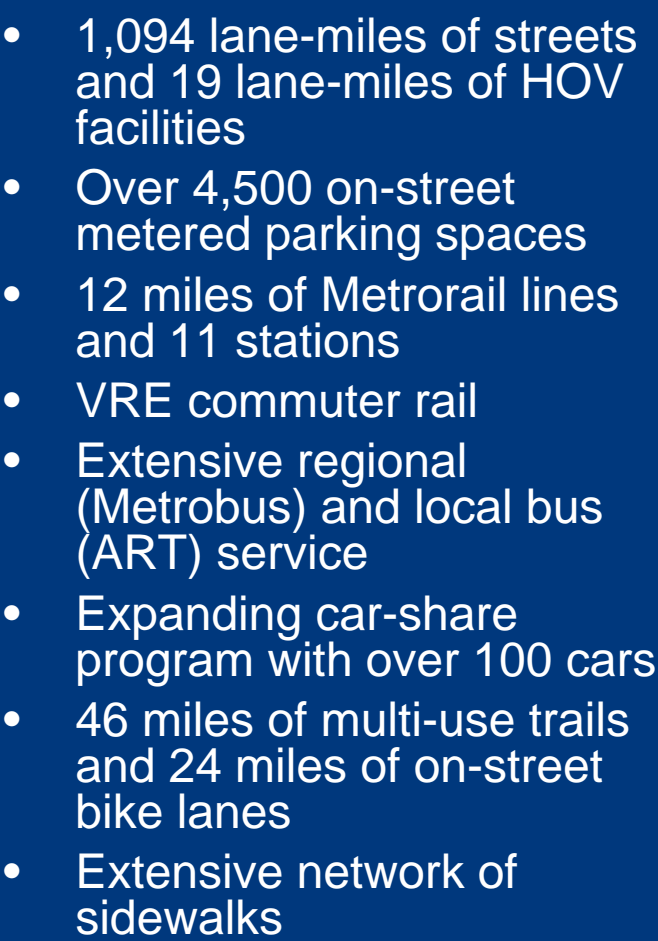 • 1,094 lane-miles of streets
and 19 lane-miles of HOV
facilities
• Over 4,500 on-street
metered parking spaces
• 12 miles of Metrorail lines
and 11 stations
• VRE commuter rail
• Extensive regional
(Metrobus) and local bus
(ART) service
• Expanding car-share
program with over 100 cars
• 46 miles of multi-use trails
and 24 miles of on-street
bike lanes
• Extensive network of
sidewalks